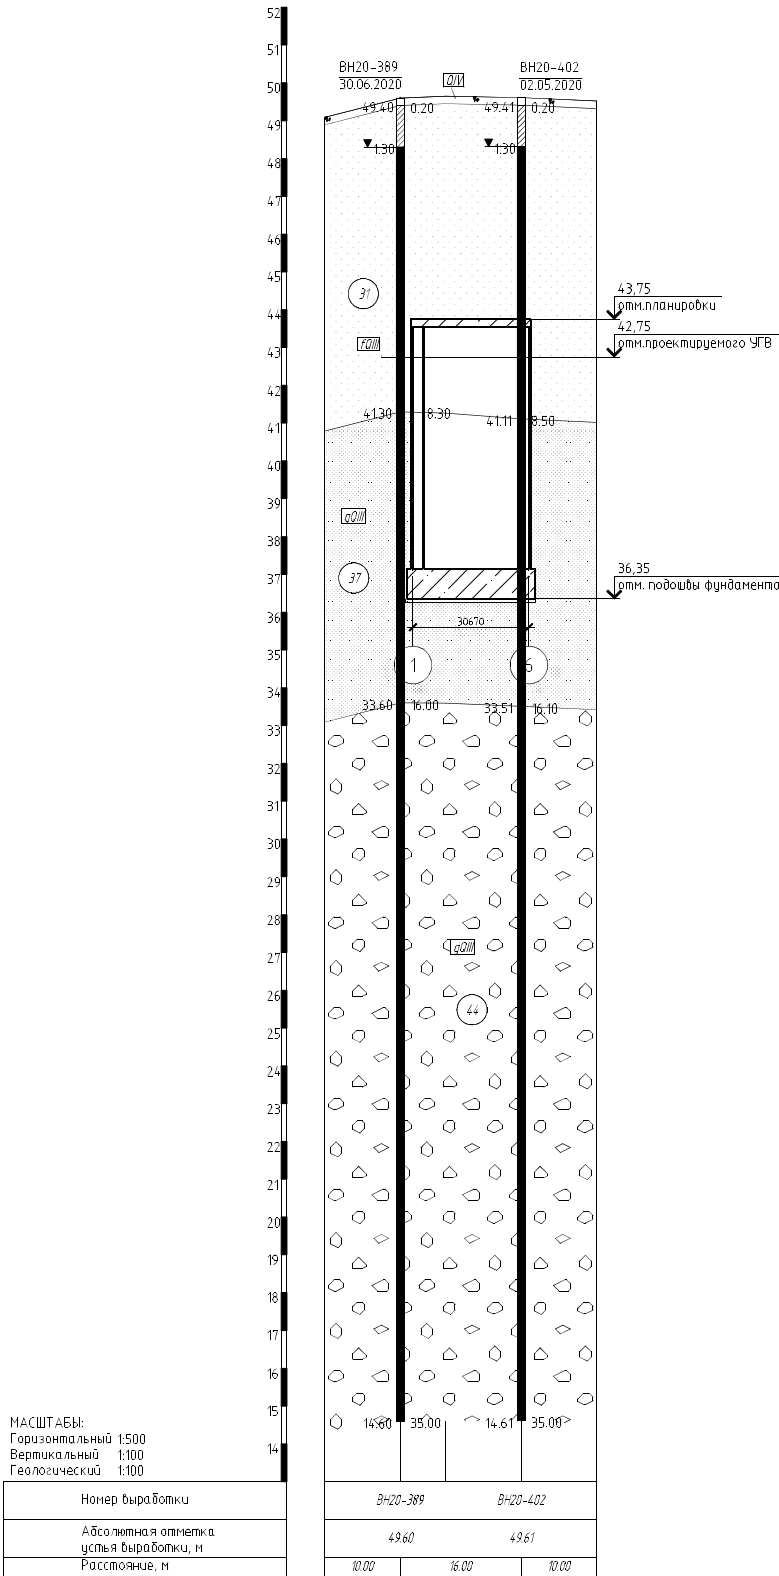 52
51
50
49
48
47
46
45
44
43
42
41
40
39
38
37
36
35
34
33
32
31
30
29
28
27
26
25
24
23
22
21
20
19
18
17
16
15
14
ВН20-389
30.06.2020
QIV
ВН20-402
02.05.2020
49.40 0.20 49.41 0.20
1.30 1.30
31
43,75
отм.планировки
42,75
отм.проектируемого УГВ
fQIII
41.30 8.30 41.11 8.50
gQIII
37
36,35
отм. подошвы фундамента
30670
1 6
33.60 16.00 33.51 16.10
gQIII
44
14.60 35.00 14.61 35.00
МАСШТАБЫ:
Горизонтальный 1:500
Вертикальный 1:100
Геологический 1:100
Номер выработки ВН20-389 ВН20-402
Абсолютная отметка
устья выработки, м 49.60 49.61
Расстояние, м 10.00 16.00 10.00